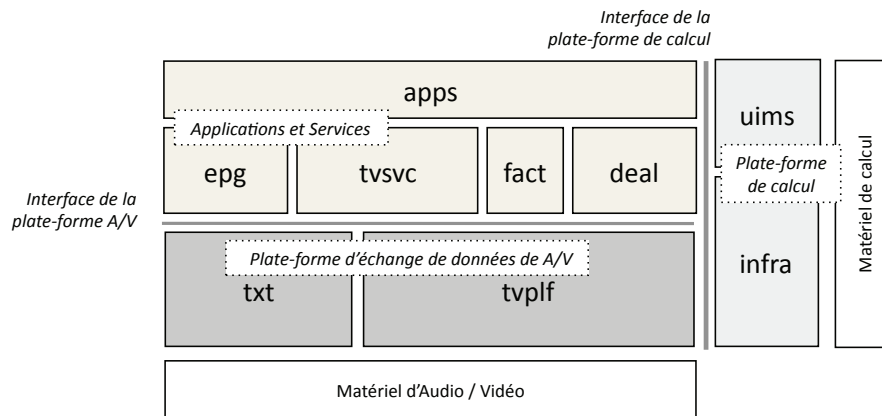 Interface de la
plate-forme de calcul
apps
uims
Applications et Services
epg
tvsvc
fact
deal
Plate-forme
de calcul
Matériel de calcul
Interface de la
plate-forme A/V
Plate-forme d'échange de données de A/V
txt
tvplf
infra
Matériel d'Audio / Vidéo